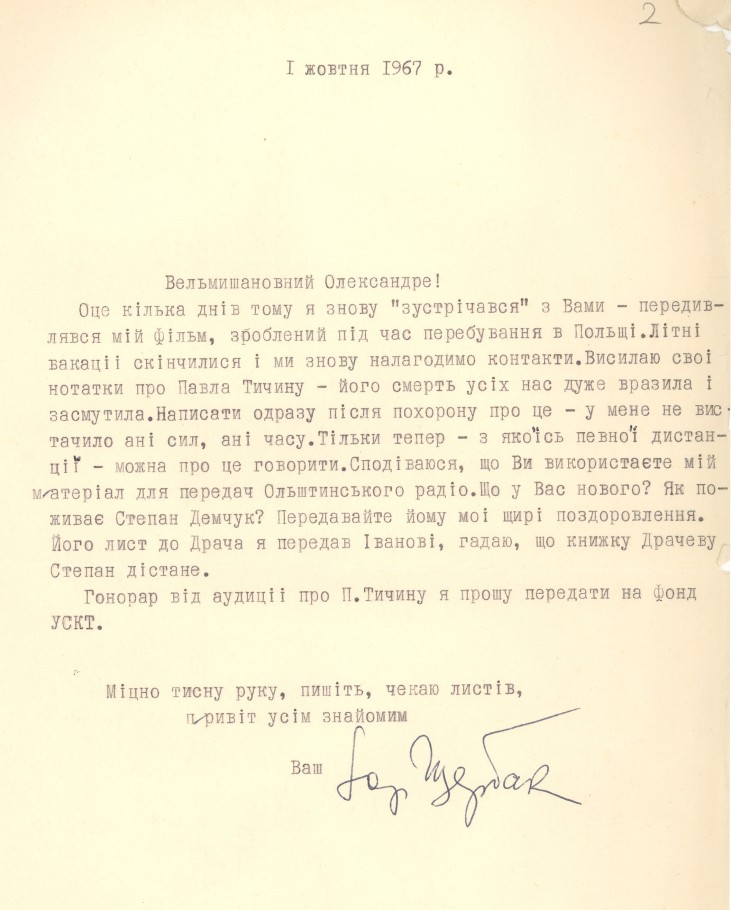 2
I жовтня 1967 р.
Вельмишановний Олександре!
Оце кілька днів тому я знову "зустрічався" з Вами – передив-
лявся мій фільм, зроблений під час перебування в Польщі.Літні
вакації скінчилися і ми знову налагодимо контакти.Висилаю свої
нотатки про Павла Тичину – його смерть усіх нас дуже вразила і
засмутила.Написати одразу після похорону про це – у мене не вис-
тачило ані сил, ані часу.Тільки тепер – з якоїсь певної дистан-
ції – можна про це говорити.Сподіваюся, що Ви використаєте мій
матеріал для передач Ольштинського радіо.Що у Вас нового? Як по-
живає Степан Демчук? Передавайте йому мої щирі поздоровлення.
Його лист до Драча я передав Іванові, гадаю, що книжку Драчеву
Степан дістане.
Гонорар від аудиції про П.Тичину я прошу передати на фонд
УСКТ.
Міцно тисну руку, пишіть, чекаю листів,
привіт усім знайомим
Ваш Юр Щербак